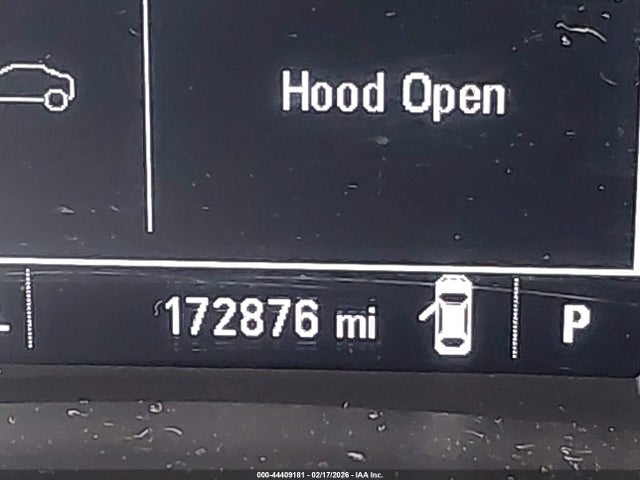 Hood Open
172876 mi
P
000-44409181 - 02/17/2026 - IAA Inc.